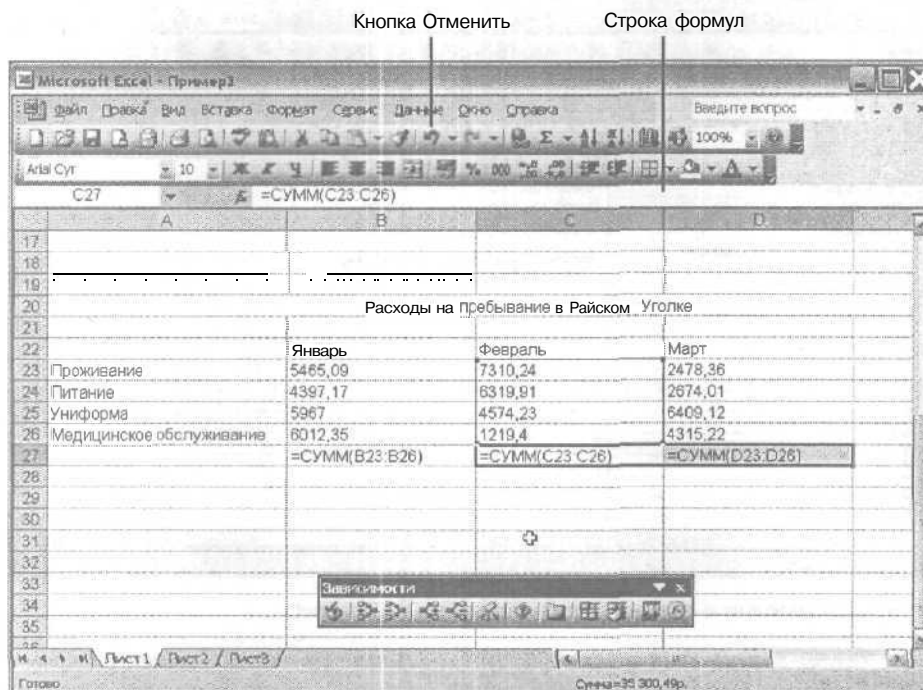 Кнопка Отменить Строка формул
Microsoft Excel - Пример3
Файл Правка Вид Вставка Формат Сервис Данные Окно Справка Введите вопрос
100%
Arial Cyr 10 Ж К Ч % 000
C27 =СУММ(C23:C26)
A B C D
17
18
19
20 Расходы на пребывание в Райском Уголке
21
22 Январь Февраль Март
23 Проживание 5465,09 7310,24 2478,36
24 Питание 4397,17 6319,91 2674,01
25 Униформа 5967 4574,23 6409,12
26 Медицинское обслуживание 6012,35 1219,4 4315,22
27 =СУММ(B23:B26) =СУММ(C23:C26) =СУММ(D23:D26)
28
29
30
31
32
33 Зависимости
34
35
Лист1 Лист2 Лист3
Готово Сумма=35 300,49р.